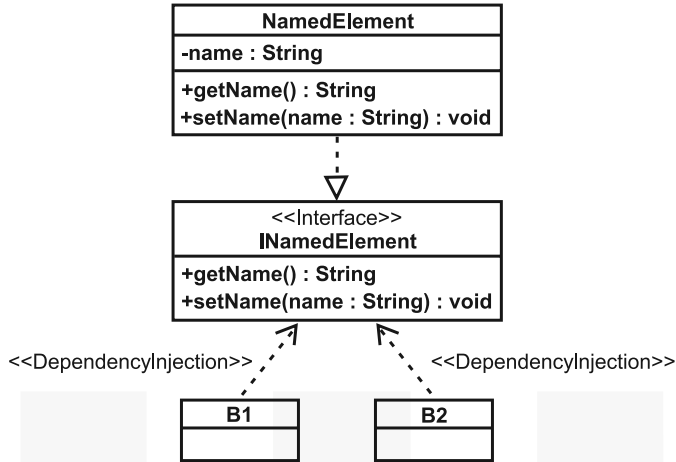 NamedElement
-name : String
+getName() : String
+setName(name : String) : void
<<Interface>>
INamedElement
+getName() : String
+setName(name : String) : void
<<DependencyInjection>>
<<DependencyInjection>>
B1
B2